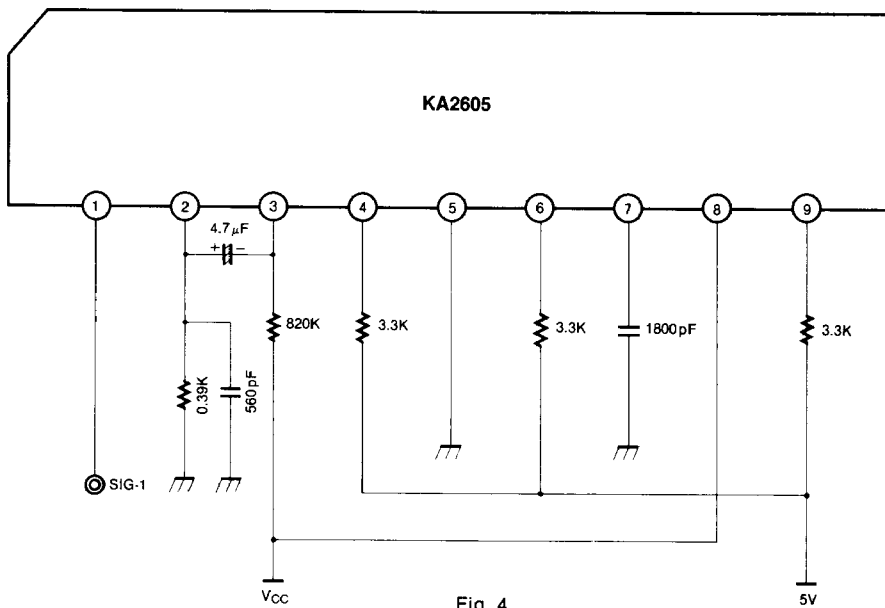 KA2605
1 2 3 4 5 6 7 8 9
4.7μF
+ −
820K 3.3K 3.3K 1800pF 3.3K
0.39K
560pF
SIG-1
VCC
Fig. 4
5V